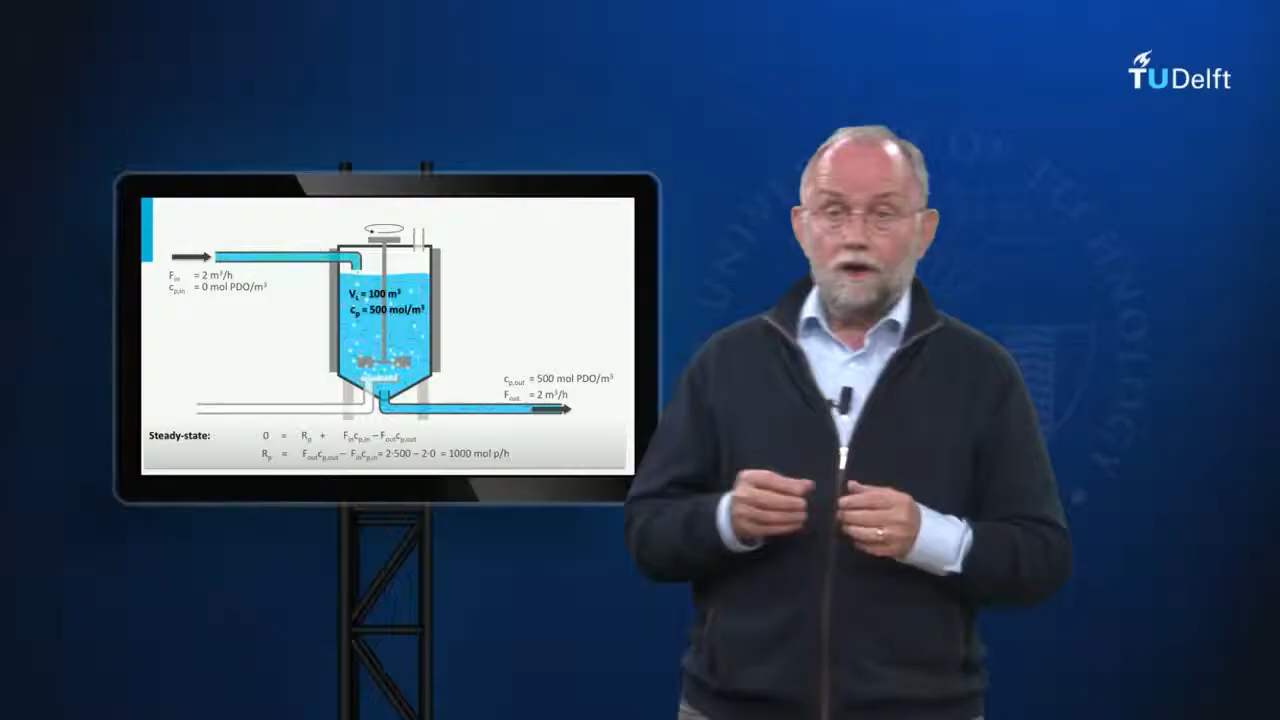 TUDelft
F_in = 2 m³/h
c_p,in = 0 mol PDO/m³
V_L = 100 m³
c_p = 500 mol/m³
c_p,out = 500 mol PDO/m³
F_out = 2 m³/h
Steady-state: 0 = R_p + F_in c_p,in − F_out c_p,out
R_p = F_out c_p,out − F_in c_p,in = 2·500 − 2·0 = 1000 mol p/h